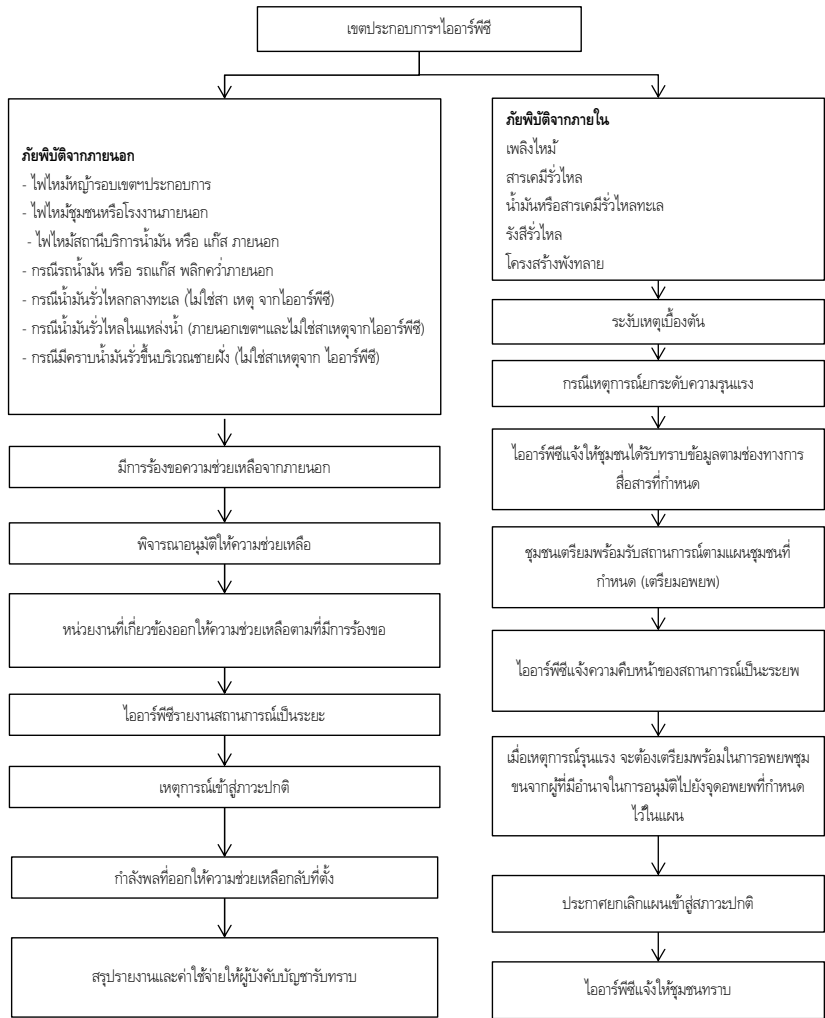 เขตประกอบการฯไออาร์พีซี
ภัยพิบัติจากภายนอก
- ไฟไหม้หญ้ารอบเขตฯประกอบการ
- ไฟไหม้ชุมชนหรือโรงงานภายนอก
- ไฟไหม้สถานีบริการน้ำมัน หรือ แก๊ส ภายนอก
- กรณีรถน้ำมัน หรือ รถแก๊ส พลิกคว่ำภายนอก
- กรณีน้ำมันรั่วไหลกลางทะเล (ไม่ใช่สา เหตุ จากไออาร์พีซี)
- กรณีน้ำมันรั่วไหลในแหล่งน้ำ (ภายนอกเขตฯและไม่ใช่สาเหตุจากไออาร์พีซี)
- กรณีมีคราบน้ำมันรั่วขึ้นบริเวณชายฝั่ง (ไม่ใช่สาเหตุจาก ไออาร์พีซี)
มีการร้องขอความช่วยเหลือจากภายนอก
พิจารณาอนุมัติให้ความช่วยเหลือ
หน่วยงานที่เกี่ยวข้องออกให้ความช่วยเหลือตามที่มีการร้องขอ
ไออาร์พีซีรายงานสถานการณ์เป็นระยะ
เหตุการณ์เข้าสู่ภาวะปกติ
กำลังพลที่ออกให้ความช่วยเหลือกลับที่ตั้ง
สรุปรายงานและค่าใช้จ่ายให้ผู้บังคับบัญชารับทราบ
ภัยพิบัติจากภายใน
เพลิงไหม้
สารเคมีรั่วไหล
น้ำมันหรือสารเคมีรั่วไหลทะเล
รังสีรั่วไหล
โครงสร้างพังทลาย
ระงับเหตุเบื้องต้น
กรณีเหตุการณ์ยกระดับความรุนแรง
ไออาร์พีซีแจ้งให้ชุมชนได้รับทราบข้อมูลตามช่องทางการ
สื่อสารที่กำหนด
ชุมชนเตรียมพร้อมรับสถานการณ์ตามแผนชุมชนที่
กำหนด (เตรียมอพยพ)
ไออาร์พีซีแจ้งความคืบหน้าของสถานการณ์เป็นะระยพ
เมื่อเหตุการณ์รุนแรง จะต้องเตรียมพร้อมในการอพยพชุม
ขนจากผู้ที่มีอำนาจในการอนุมัติไปยังจุดอพยพที่กำหนด
ไว้ในแผน
ประกาศยกเลิกแผนเข้าสู่สภาวะปกติ
ไออาร์พีซีแจ้งให้ชุมชนทราบ